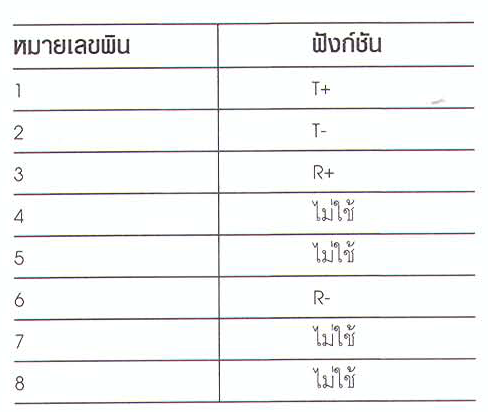 หมายเลขพิน ฟังก์ชัน
1 T+
2 T-
3 R+
4 ไม่ใช้
5 ไม่ใช้
6 R-
7 ไม่ใช้
8 ไม่ใช้